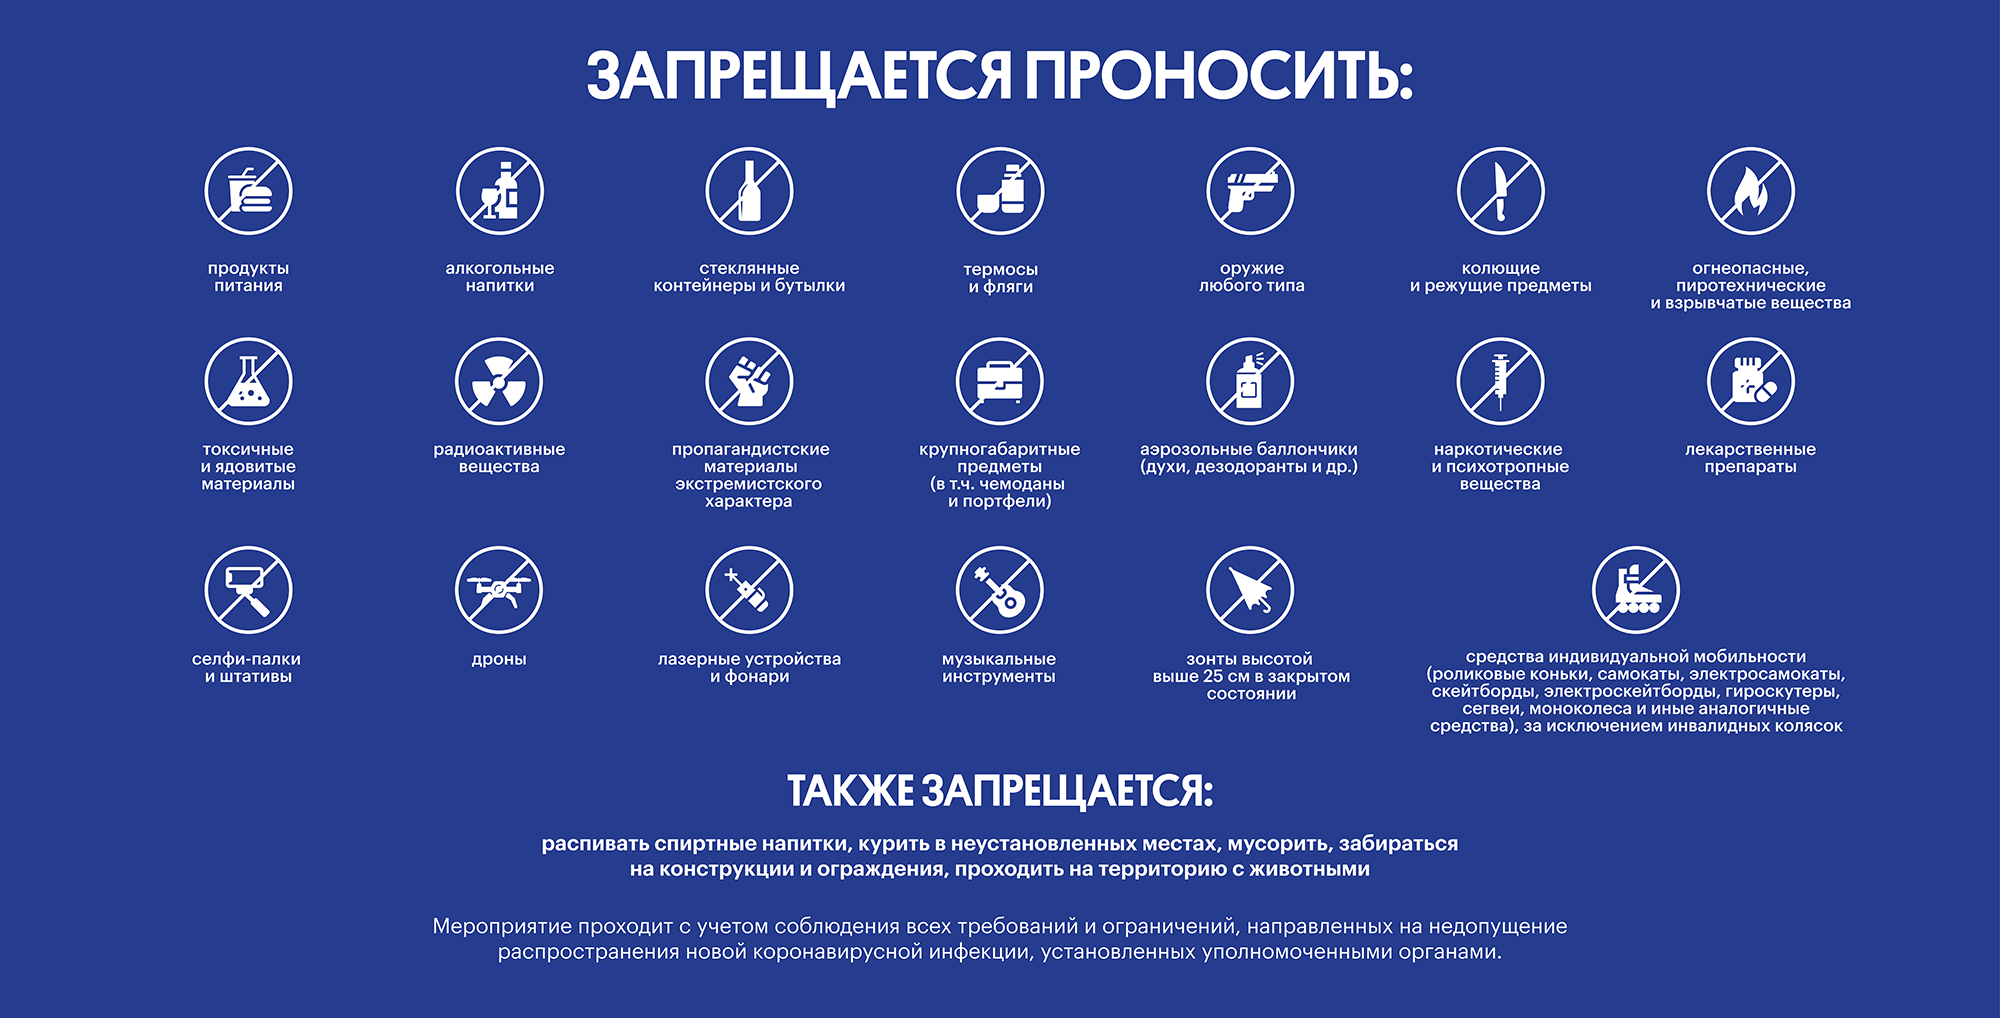 ЗАПРЕЩАЕТСЯ ПРОНОСИТЬ:
продукты
питания
алкогольные
напитки
стеклянные
контейнеры и бутылки
термосы
и фляги
оружие
любого типа
колющие
и режущие предметы
огнеопасные,
пиротехнические
и взрывчатые вещества
токсичные
и ядовитые
материалы
радиоактивные
вещества
пропагандистские
материалы
экстремистского
характера
крупногабаритные
предметы
(в т.ч. чемоданы
и портфели)
аэрозольные баллончики
(духи, дезодоранты и др.)
наркотические
и психотропные
вещества
лекарственные
препараты
селфи-палки
и штативы
дроны
лазерные устройства
и фонари
музыкальные
инструменты
зонты высотой
выше 25 см в закрытом
состоянии
средства индивидуальной мобильности
(роликовые коньки, самокаты, электросамокаты,
скейтборды, электроскейтборды, гироскутеры,
сегвеи, моноколеса и иные аналогичные
средства), за исключением инвалидных колясок
ТАКЖЕ ЗАПРЕЩАЕТСЯ:
распивать спиртные напитки, курить в неустановленных местах, мусорить, забираться
на конструкции и ограждения, проходить на территорию с животными
Мероприятие проходит с учетом соблюдения всех требований и ограничений, направленных на недопущение
распространения новой коронавирусной инфекции, установленных уполномоченными органами.